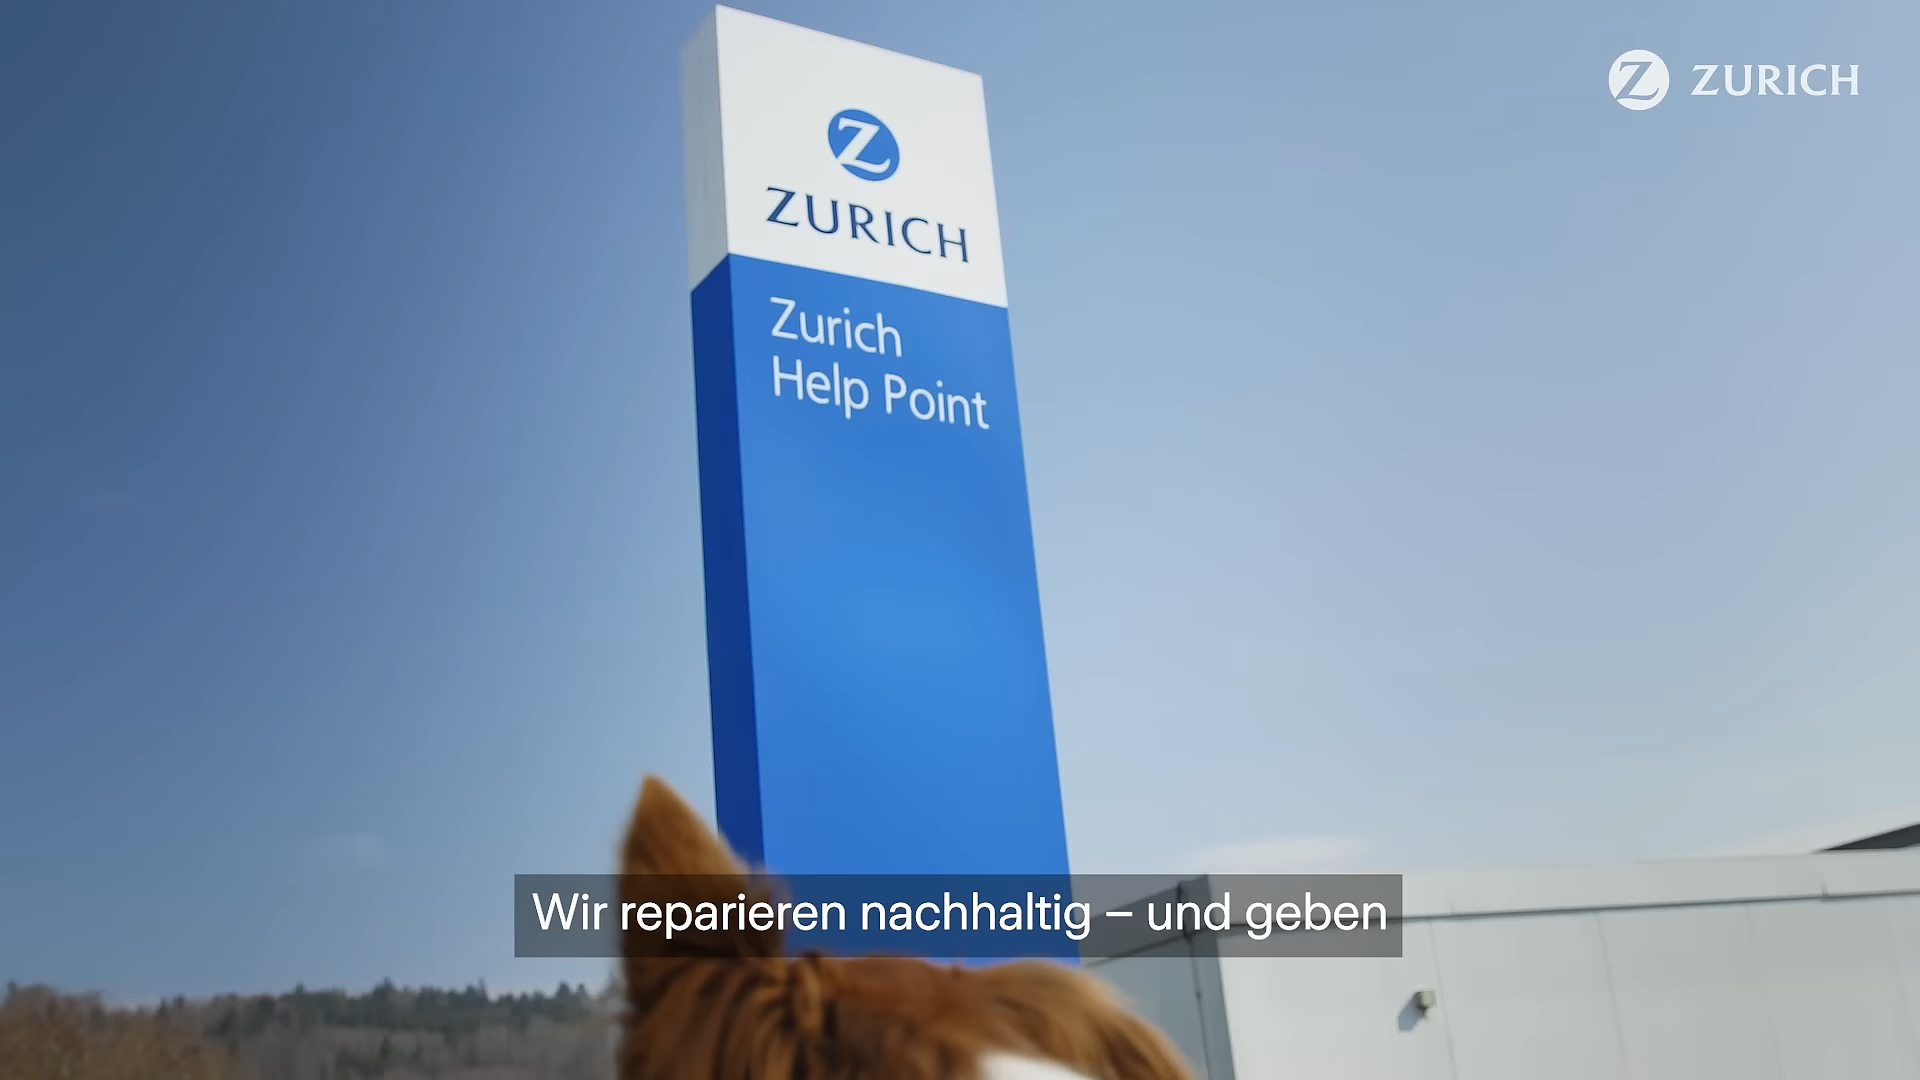 Z ZURICH
Z
ZURICH
Zurich
Help Point
Wir reparieren nachhaltig – und geben